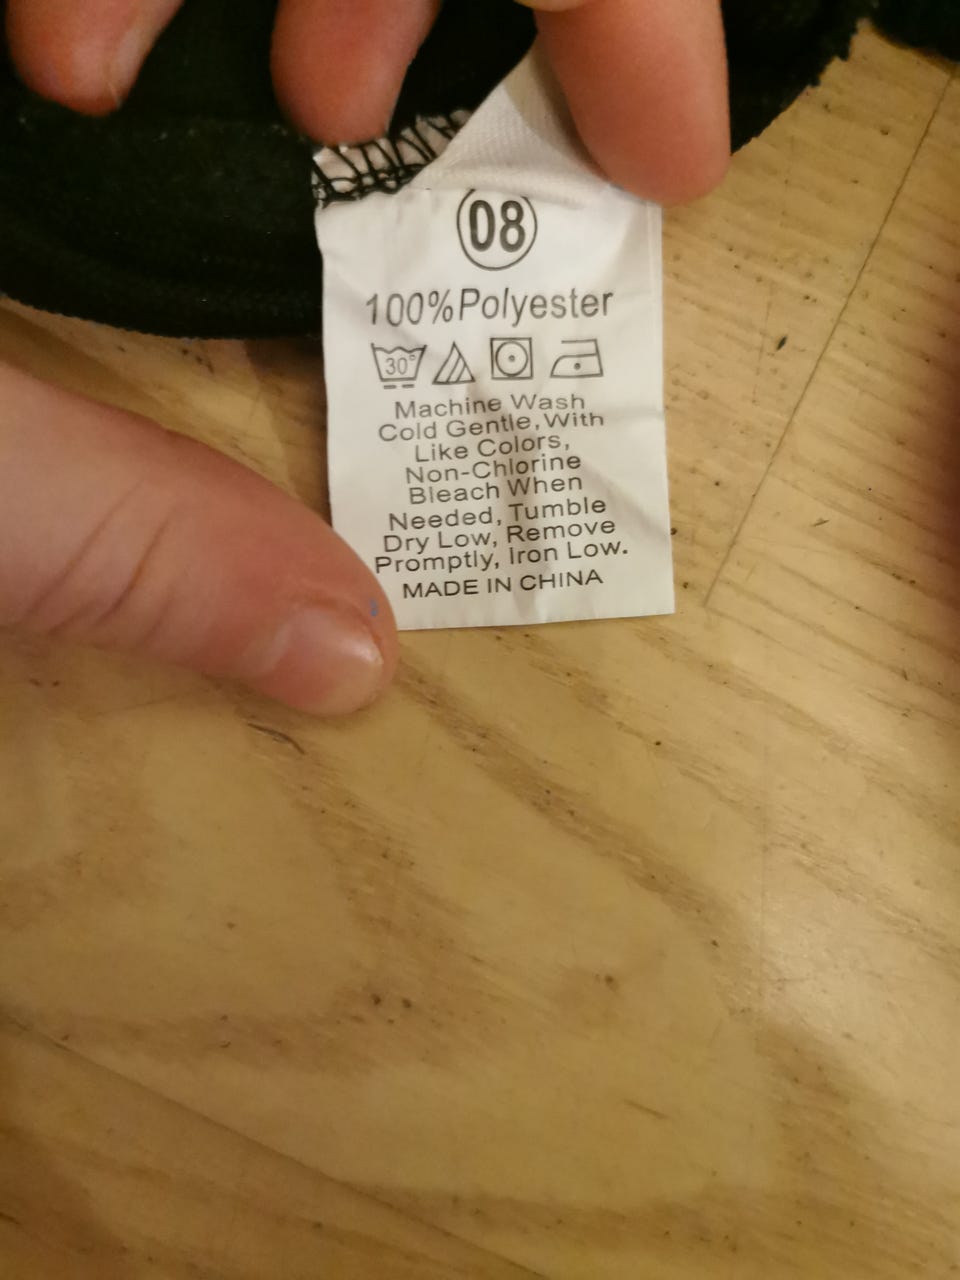 08
100%Polyester
30°
Machine Wash
Cold Gentle, With
Like Colors,
Non-Chlorine
Bleach When
Needed, Tumble
Dry Low, Remove
Promptly, Iron Low.
MADE IN CHINA